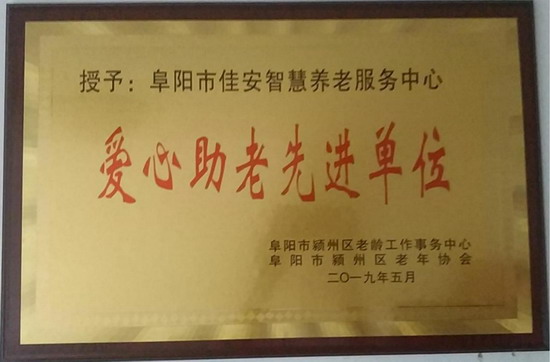 授予：阜阳市佳安智慧养老服务中心
爱心助老先进单位
阜阳市颍州区老龄工作事务中心
阜阳市颍州区老年协会
二〇一九年五月